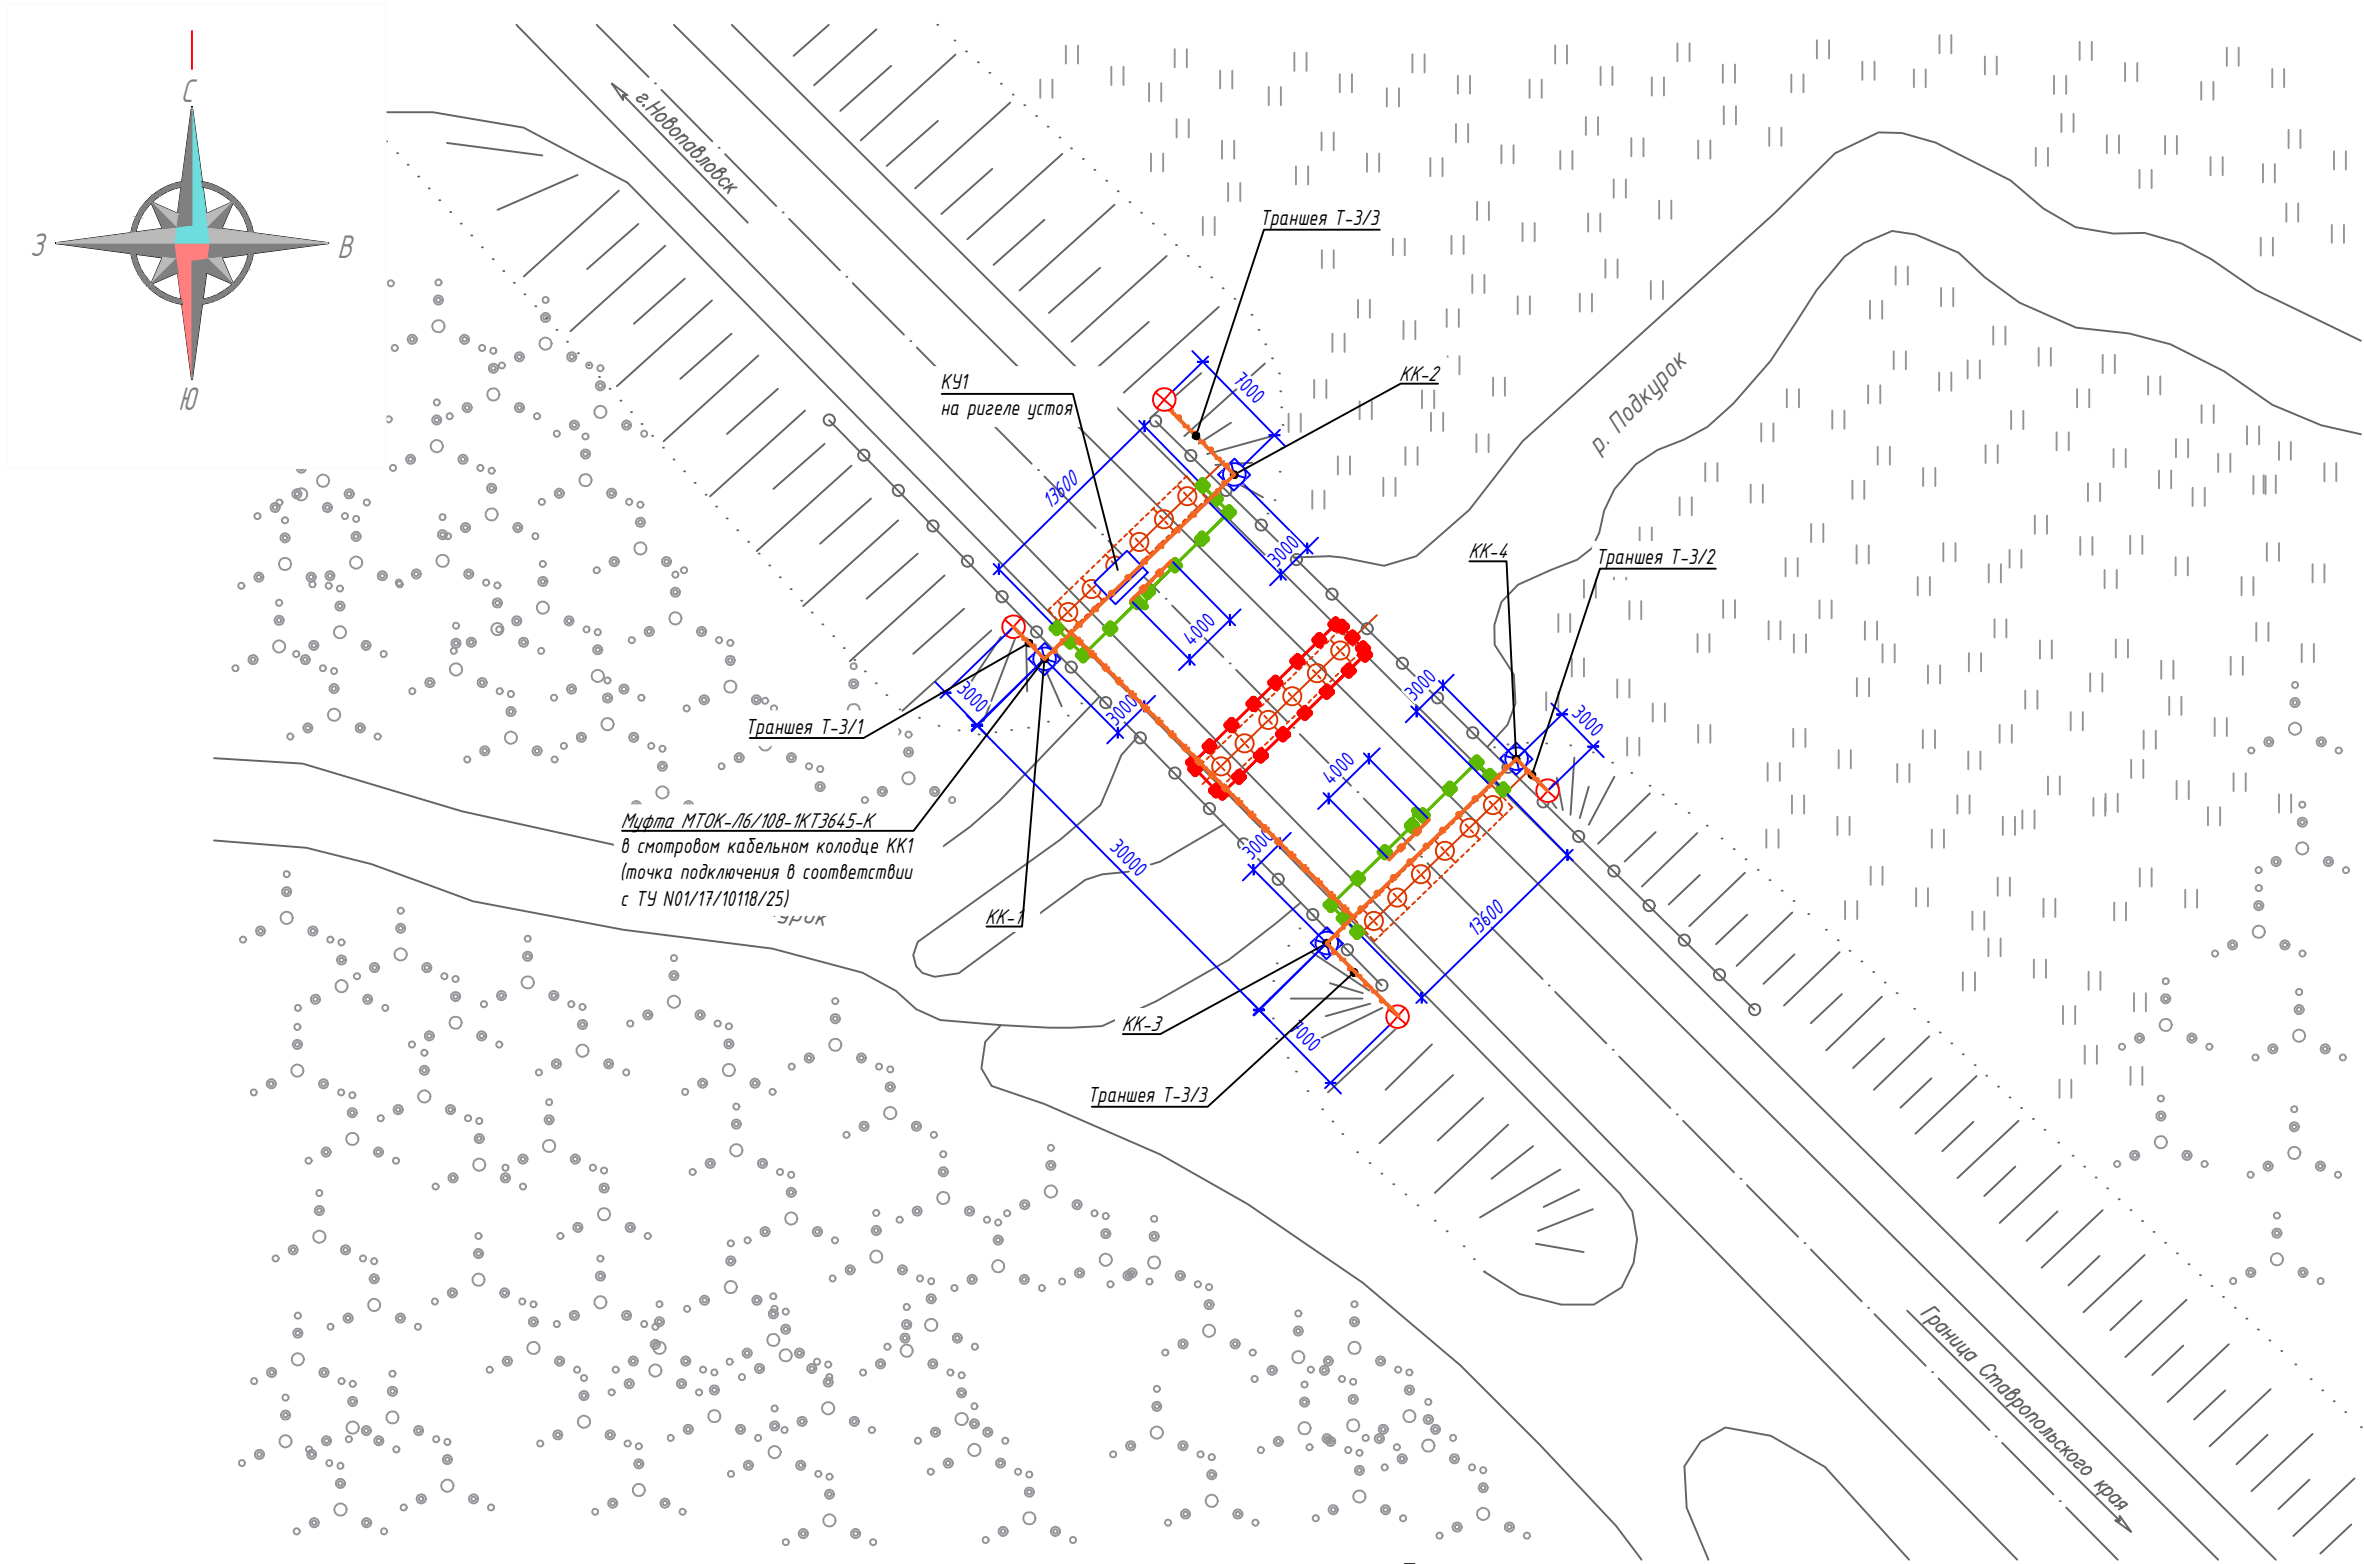 С
З
В
Ю
г.Новопавловск
Траншея Т-3/3
КУ1
на ригеле устоя
КК-2
7000
р. Подкурок
13600
3000
КК-4
Траншея Т-3/2
4000
3000
3000
3000
3000
Траншея Т-3/1
4000
Муфта МТОК-Л6/108-1КТ3645-К
в смотровом кабельном колодце КК1
(точка подключения в соответствии
с ТУ N01/17/10118/25)
урок
30000
3000
КК-1
13600
КК-3
7000
Траншея Т-3/3
Граница Ставропольского края